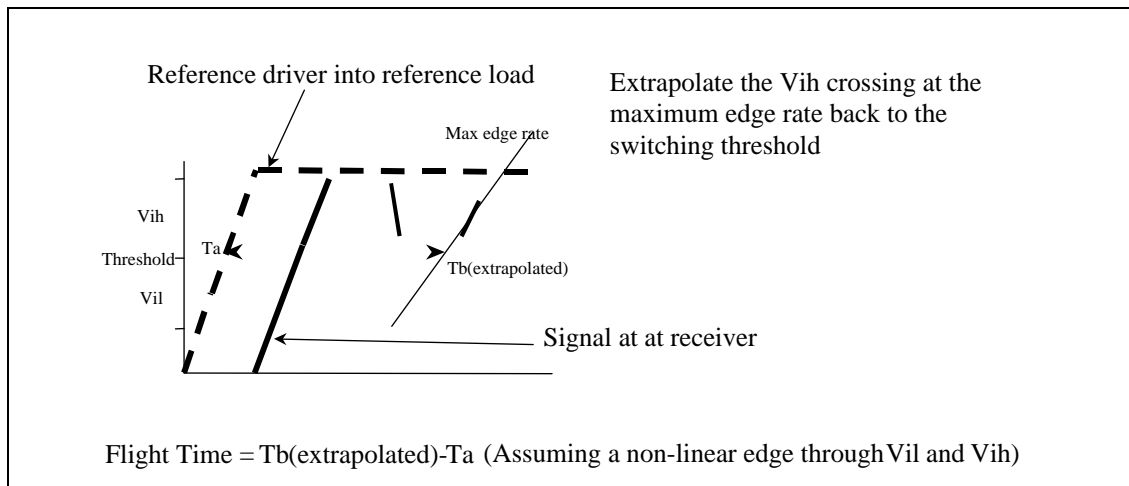 Reference driver into reference load
Extrapolate the Vih crossing at the
maximum edge rate back to the
switching threshold
Max edge rate
Vih
Ta
Threshold
Tb(extrapolated)
Vil
Signal at at receiver
Flight Time = Tb(extrapolated)-Ta (Assuming a non-linear edge through Vil and Vih)